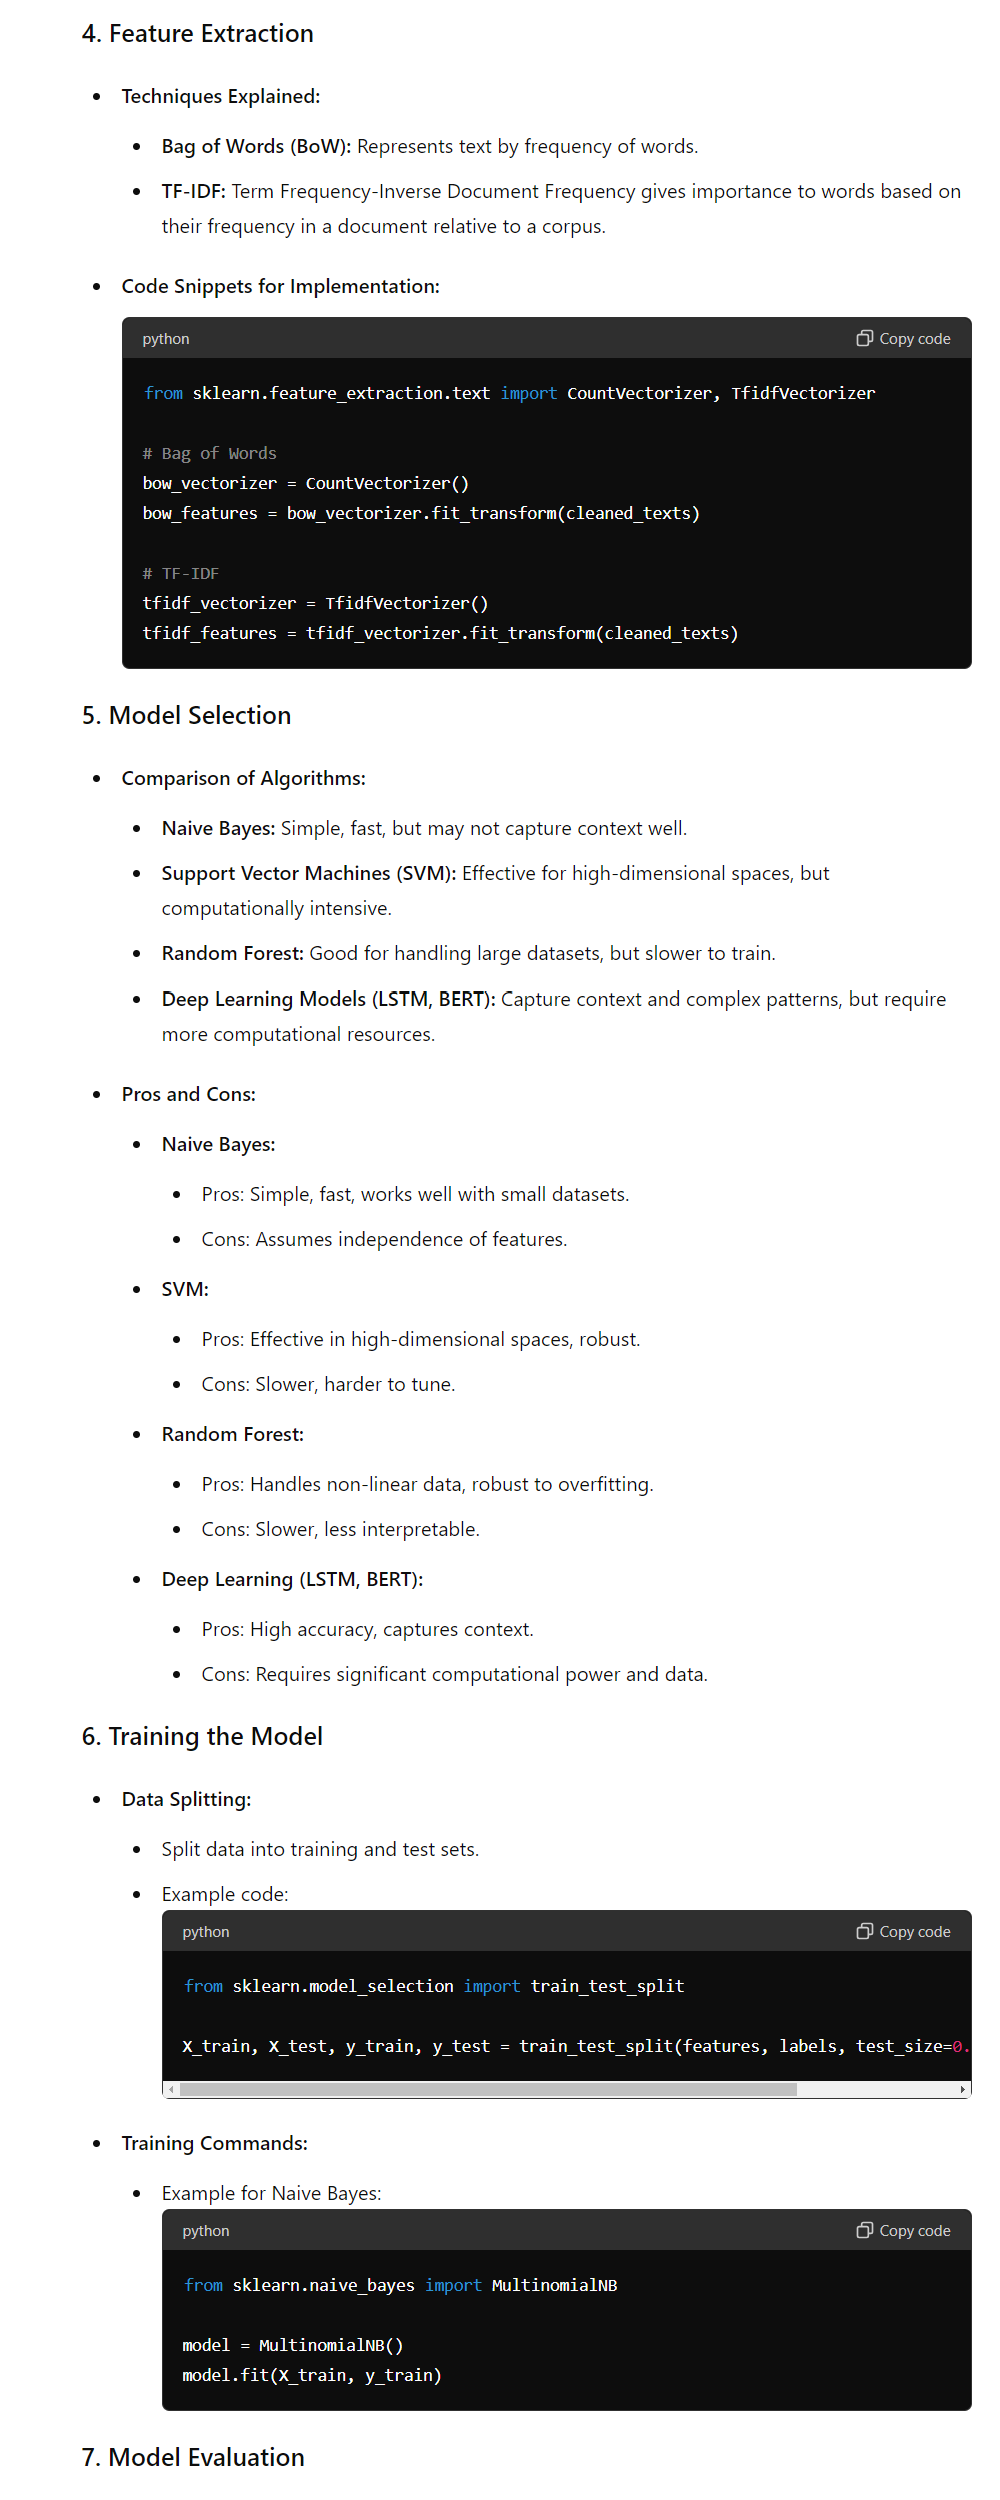 4. Feature Extraction
Techniques Explained:
Bag of Words (BoW): Represents text by frequency of words.
TF-IDF: Term Frequency-Inverse Document Frequency gives importance to words based on
their frequency in a document relative to a corpus.
Code Snippets for Implementation:
python Copy code
from sklearn.feature_extraction.text import CountVectorizer, TfidfVectorizer
# Bag of Words
bow_vectorizer = CountVectorizer()
bow_features = bow_vectorizer.fit_transform(cleaned_texts)
# TF-IDF
tfidf_vectorizer = TfidfVectorizer()
tfidf_features = tfidf_vectorizer.fit_transform(cleaned_texts)
5. Model Selection
Comparison of Algorithms:
Naive Bayes: Simple, fast, but may not capture context well.
Support Vector Machines (SVM): Effective for high-dimensional spaces, but
computationally intensive.
Random Forest: Good for handling large datasets, but slower to train.
Deep Learning Models (LSTM, BERT): Capture context and complex patterns, but require
more computational resources.
Pros and Cons:
Naive Bayes:
Pros: Simple, fast, works well with small datasets.
Cons: Assumes independence of features.
SVM:
Pros: Effective in high-dimensional spaces, robust.
Cons: Slower, harder to tune.
Random Forest:
Pros: Handles non-linear data, robust to overfitting.
Cons: Slower, less interpretable.
Deep Learning (LSTM, BERT):
Pros: High accuracy, captures context.
Cons: Requires significant computational power and data.
6. Training the Model
Data Splitting:
Split data into training and test sets.
Example code:
python Copy code
from sklearn.model_selection import train_test_split
X_train, X_test, y_train, y_test = train_test_split(features, labels, test_size=0.
Training Commands:
Example for Naive Bayes:
python Copy code
from sklearn.naive_bayes import MultinomialNB
model = MultinomialNB()
model.fit(X_train, y_train)
7. Model Evaluation